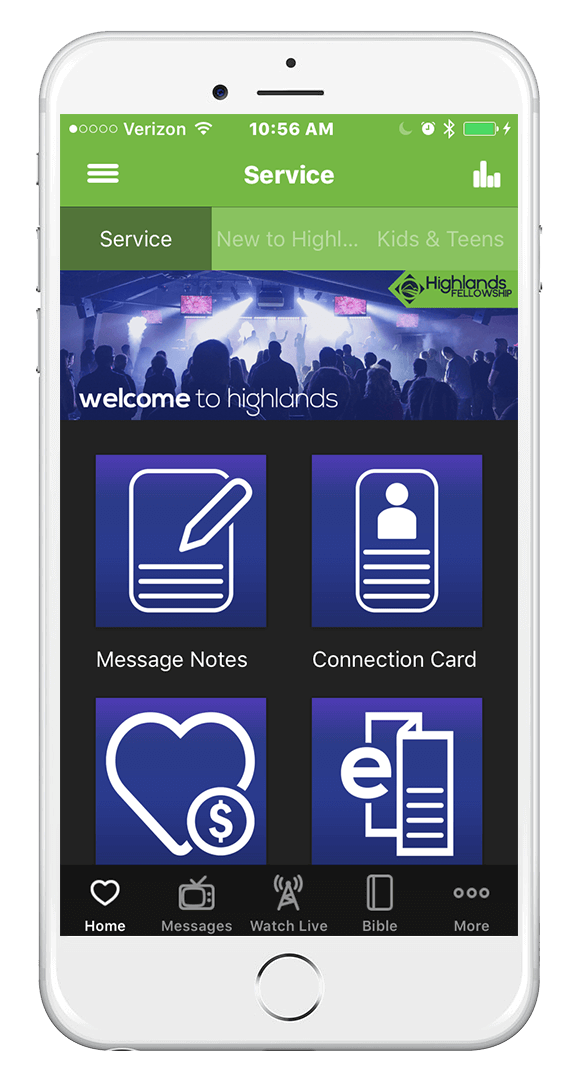 Verizon 10:56 AM
Service
Service New to Highl... Kids & Teens
Highlands
FELLOWSHIP
welcome to highlands
Message Notes Connection Card
$ e
Home Messages Watch Live Bible More